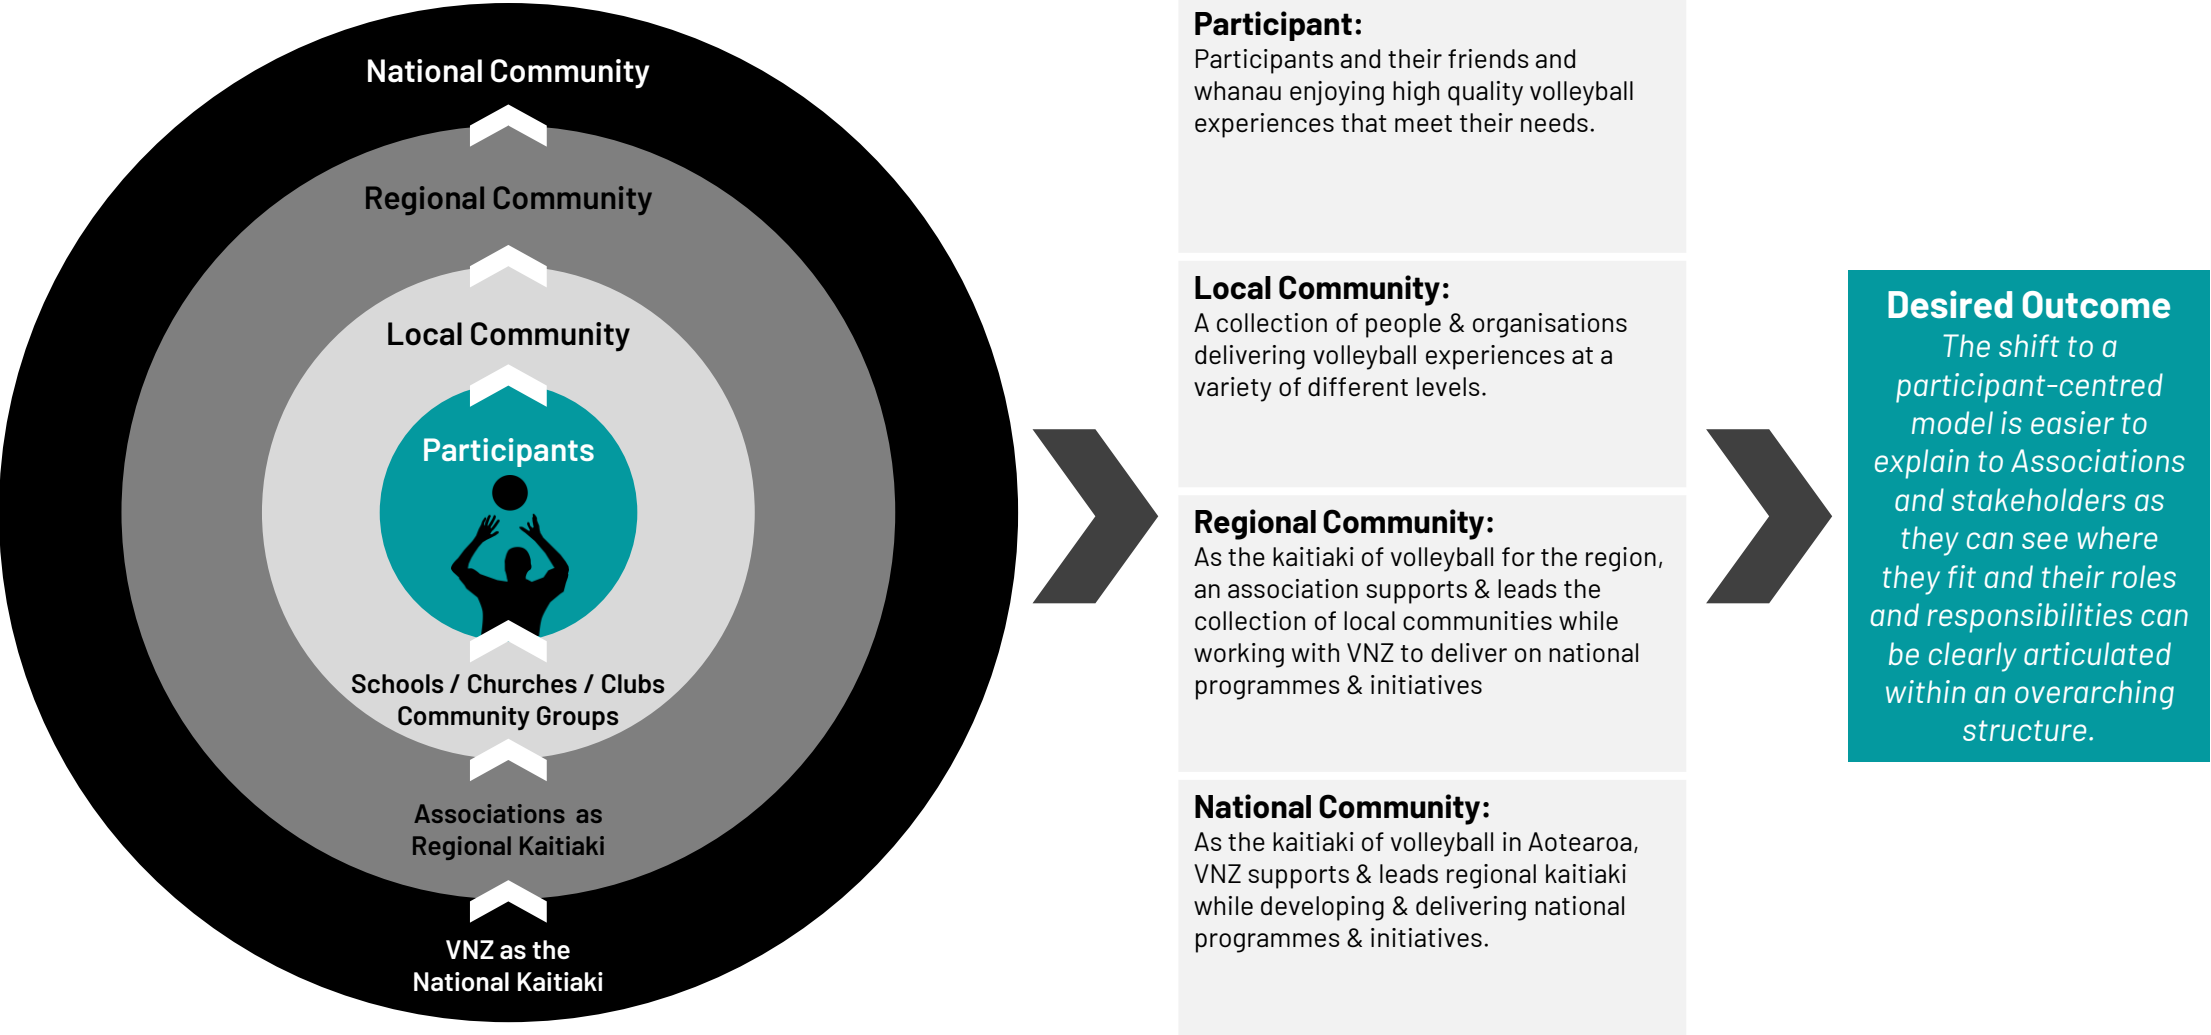 National Community
Regional Community
Local Community
Participants
Schools / Churches / Clubs
Community Groups
Associations as
Regional Kaitiaki
VNZ as the
National Kaitiaki
Participant:
Participants and their friends and
whanau enjoying high quality volleyball
experiences that meet their needs.
Local Community:
A collection of people & organisations
delivering volleyball experiences at a
variety of different levels.
Regional Community:
As the kaitiaki of volleyball for the region,
an association supports & leads the
collection of local communities while
working with VNZ to deliver on national
programmes & initiatives
National Community:
As the kaitiaki of volleyball in Aotearoa,
VNZ supports & leads regional kaitiaki
while developing & delivering national
programmes & initiatives.
Desired Outcome
The shift to a
participant-centred
model is easier to
explain to Associations
and stakeholders as
they can see where
they fit and their roles
and responsibilities can
be clearly articulated
within an overarching
structure.